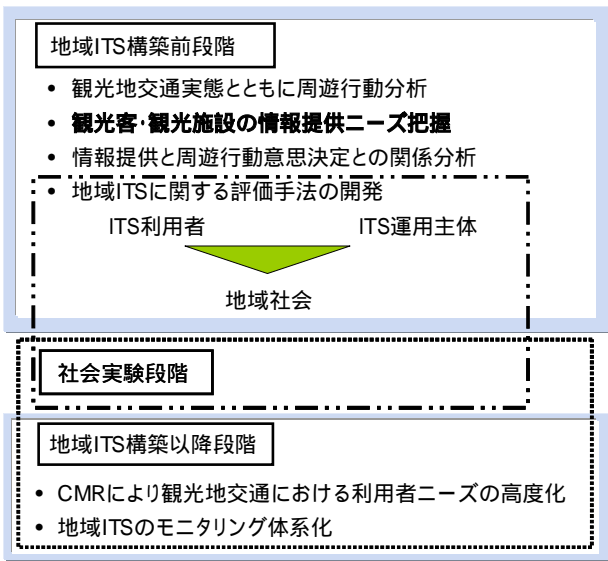 地域ITS構築前段階
• 観光地交通実態とともに周遊行動分析
• 観光客･観光施設の情報提供ニーズ把握
• 情報提供と周遊行動意思決定との関係分析
• 地域ITSに関する評価手法の開発
ITS利用者 ITS運用主体
地域社会
社会実験段階
地域ITS構築以降段階
• CMRにより観光地交通における利用者ニーズの高度化
• 地域ITSのモニタリング体系化